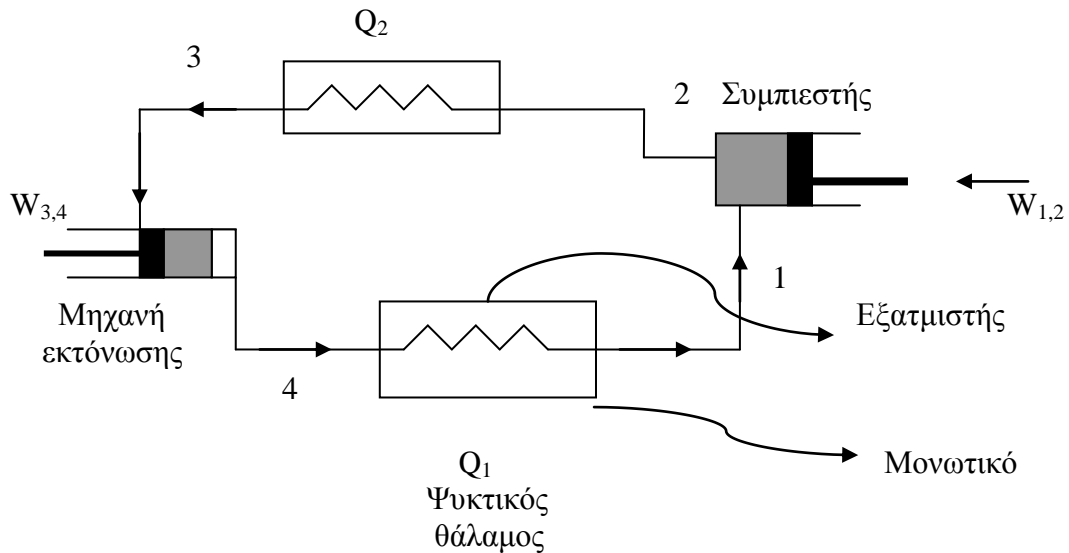 Q2
3
2 Συμπιεστής
W3,4
W1,2
1
Μηχανή
εκτόνωσης
Εξατμιστής
4
Q1
Ψυκτικός
θάλαμος
Μονωτικό